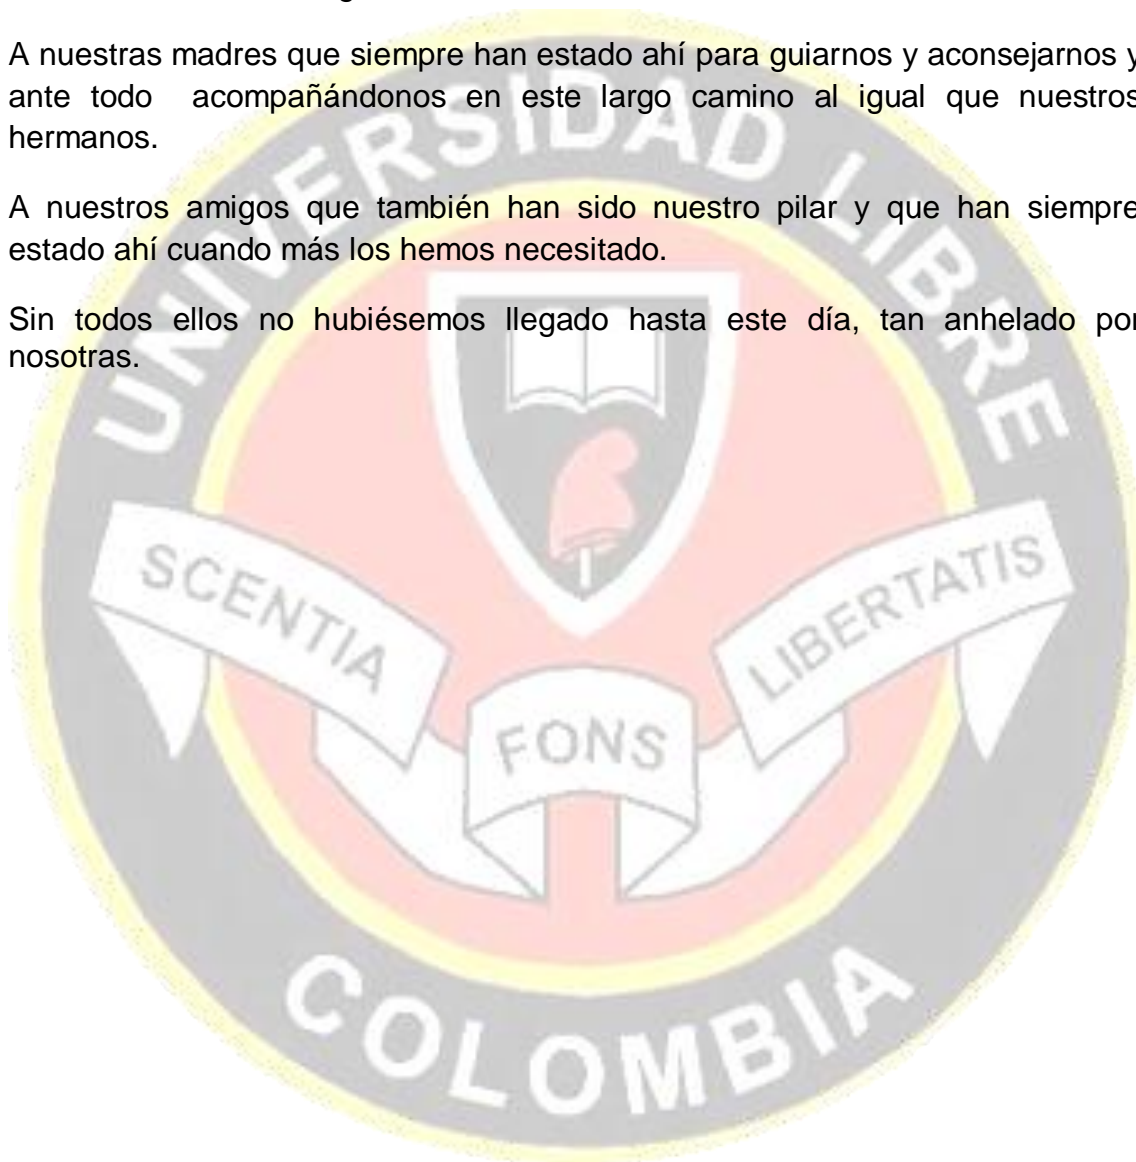 A nuestras madres que siempre han estado ahí para guiarnos y aconsejarnos y
ante todo acompañándonos en este largo camino al igual que nuestros
hermanos.
A nuestros amigos que también han sido nuestro pilar y que han siempre
estado ahí cuando más los hemos necesitado.
Sin todos ellos no hubiésemos llegado hasta este día, tan anhelado por
nosotras.
UNIVERSIDAD LIBRE
SCENTIA
FONS
LIBERTATIS
COLOMBIA